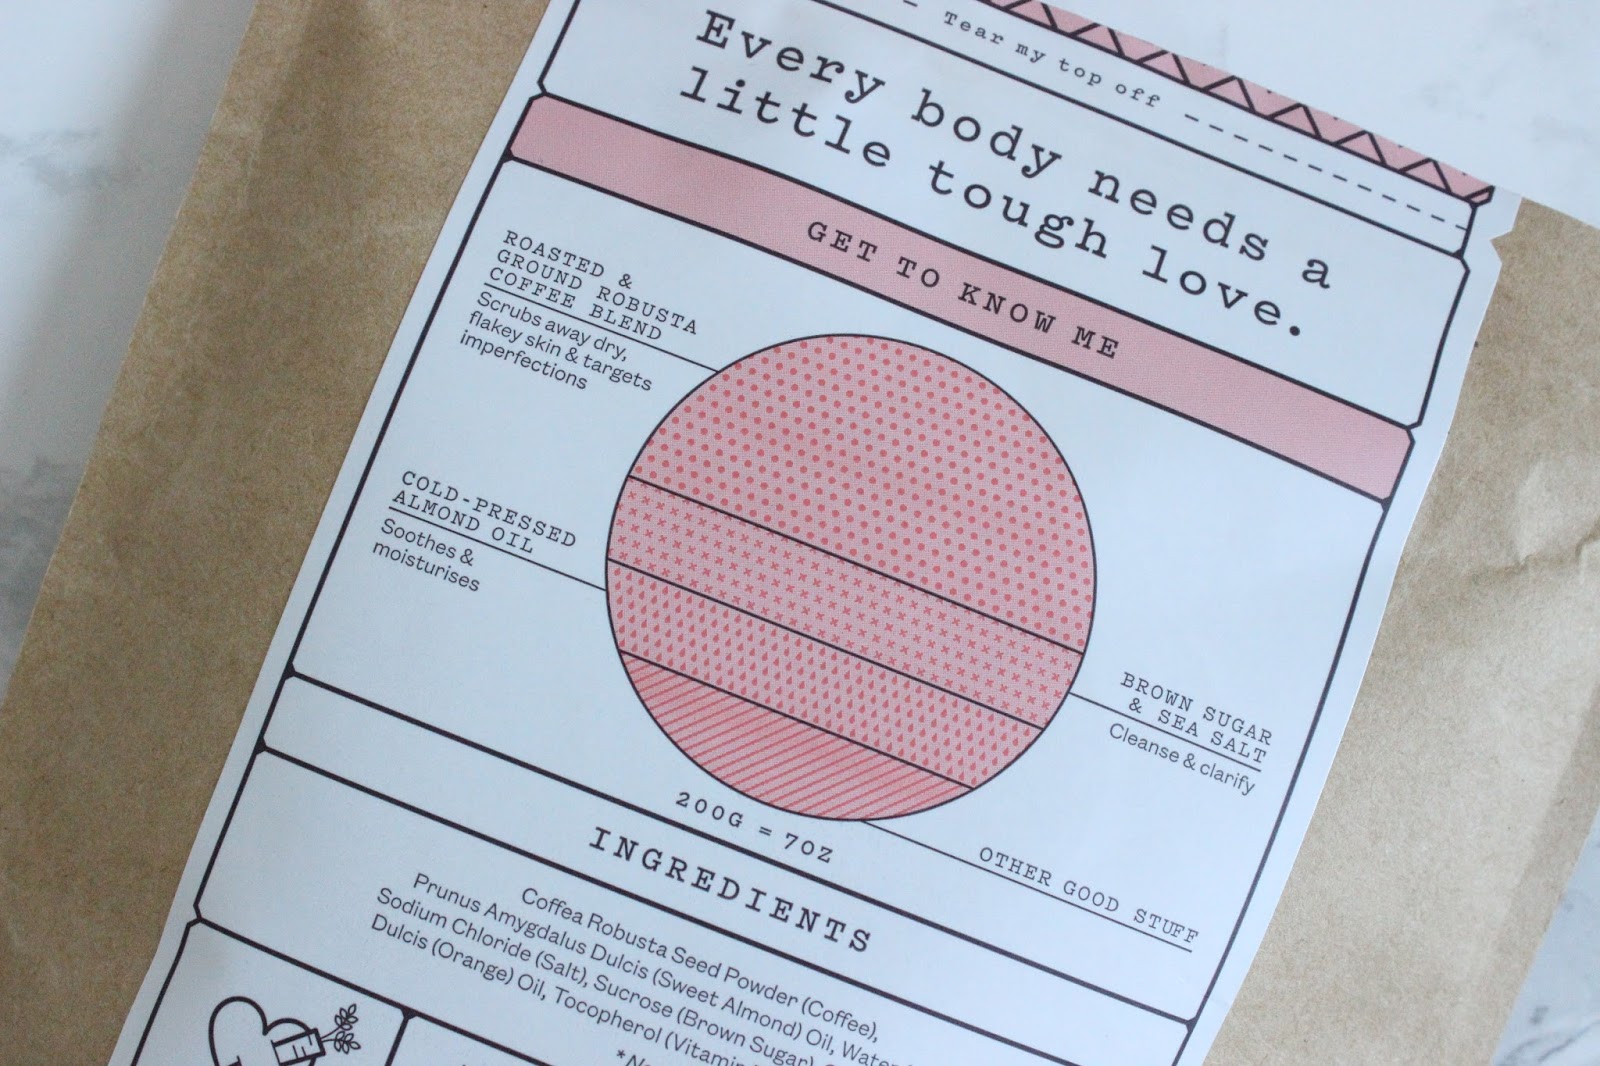 Tear my top off
Every body needs a
little tough love.
GET TO KNOW ME
ROASTED &
GROUND ROBUSTA
COFFEE BLEND
Scrubs away dry,
flakey skin & targets
imperfections
COLD-PRESSED
ALMOND OIL
Soothes &
moisturises
BROWN SUGAR
& SEA SALT
Cleanse & clarify
OTHER GOOD STUFF
200G = 7OZ
INGREDIENTS
Coffea Robusta Seed Powder (Coffee),
Prunus Amygdalus Dulcis (Sweet Almond) Oil, Water
Sodium Chloride (Salt), Sucrose (Brown Sugar),
Dulcis (Orange) Oil, Tocopherol (Vitamin